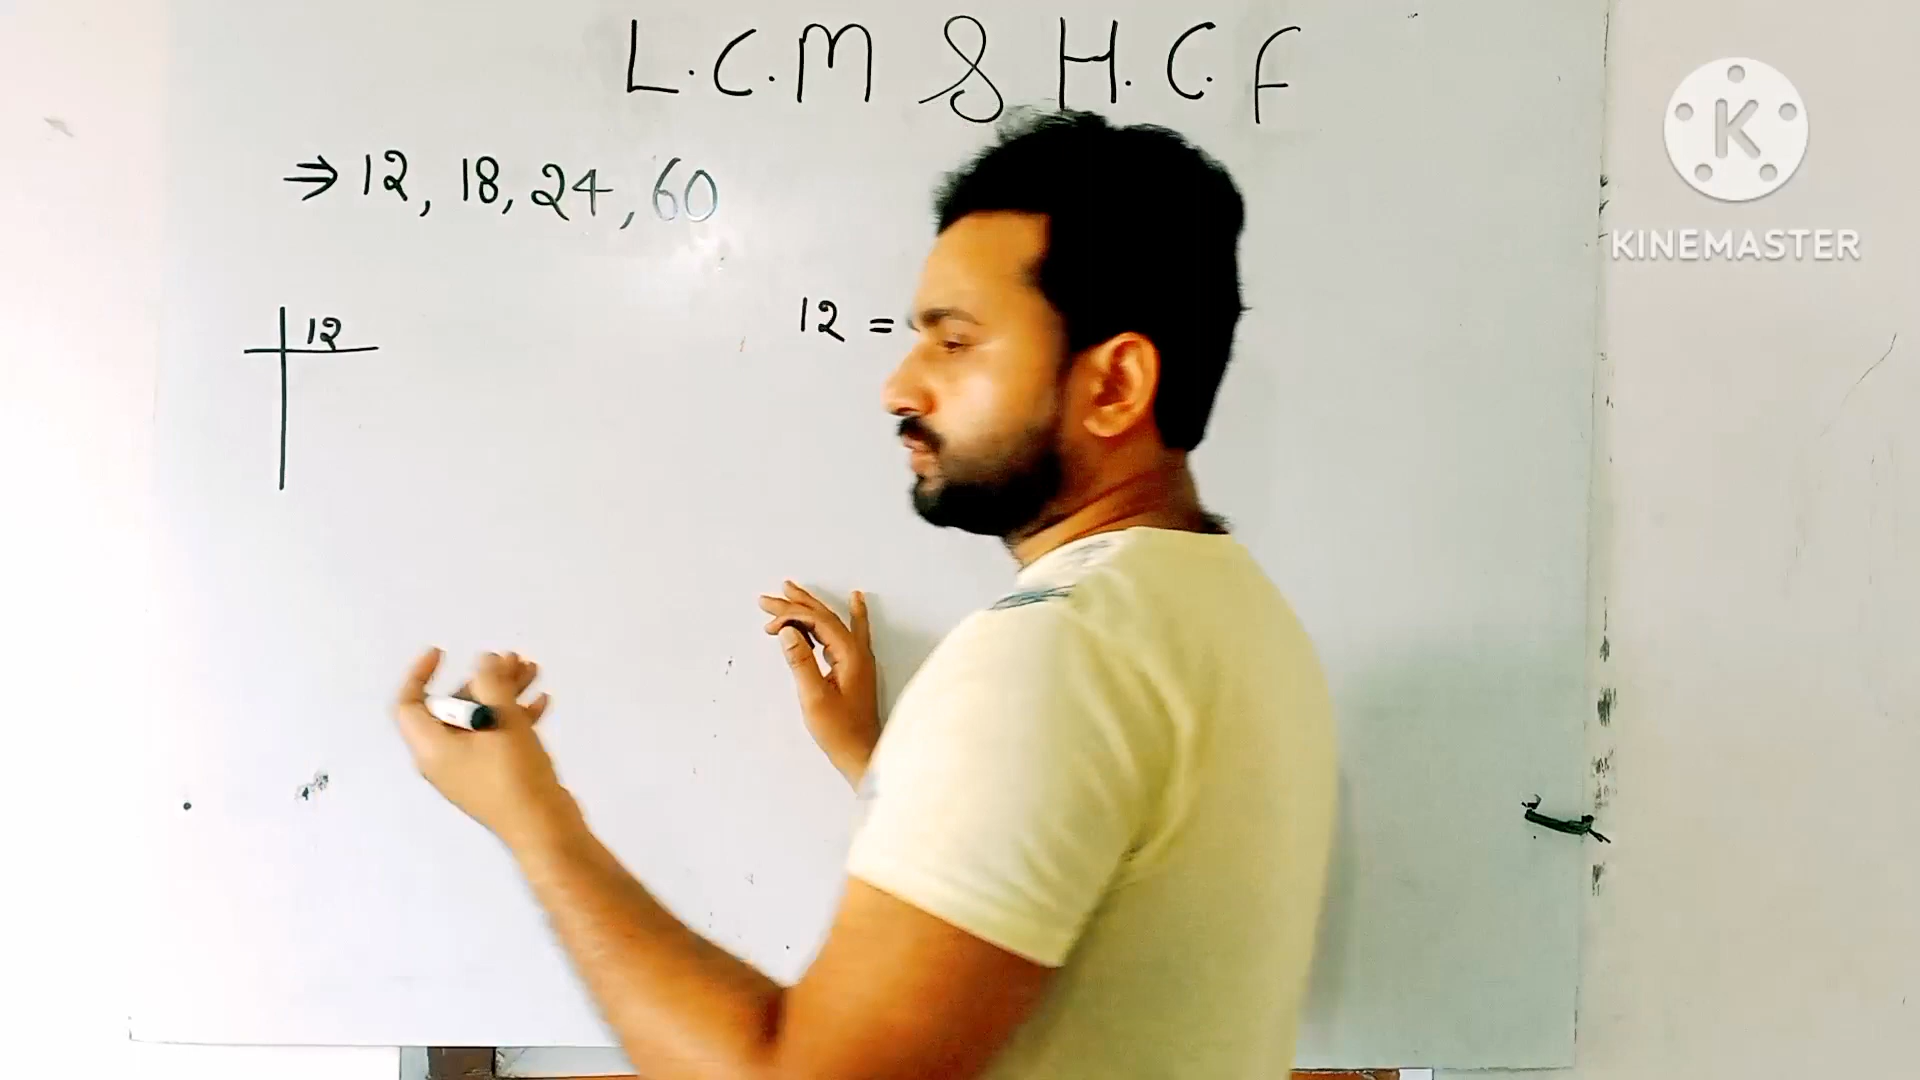 L.C.M & H.C.F
⇒ 12, 18, 24, 60
12
12 =
K
KINEMASTER